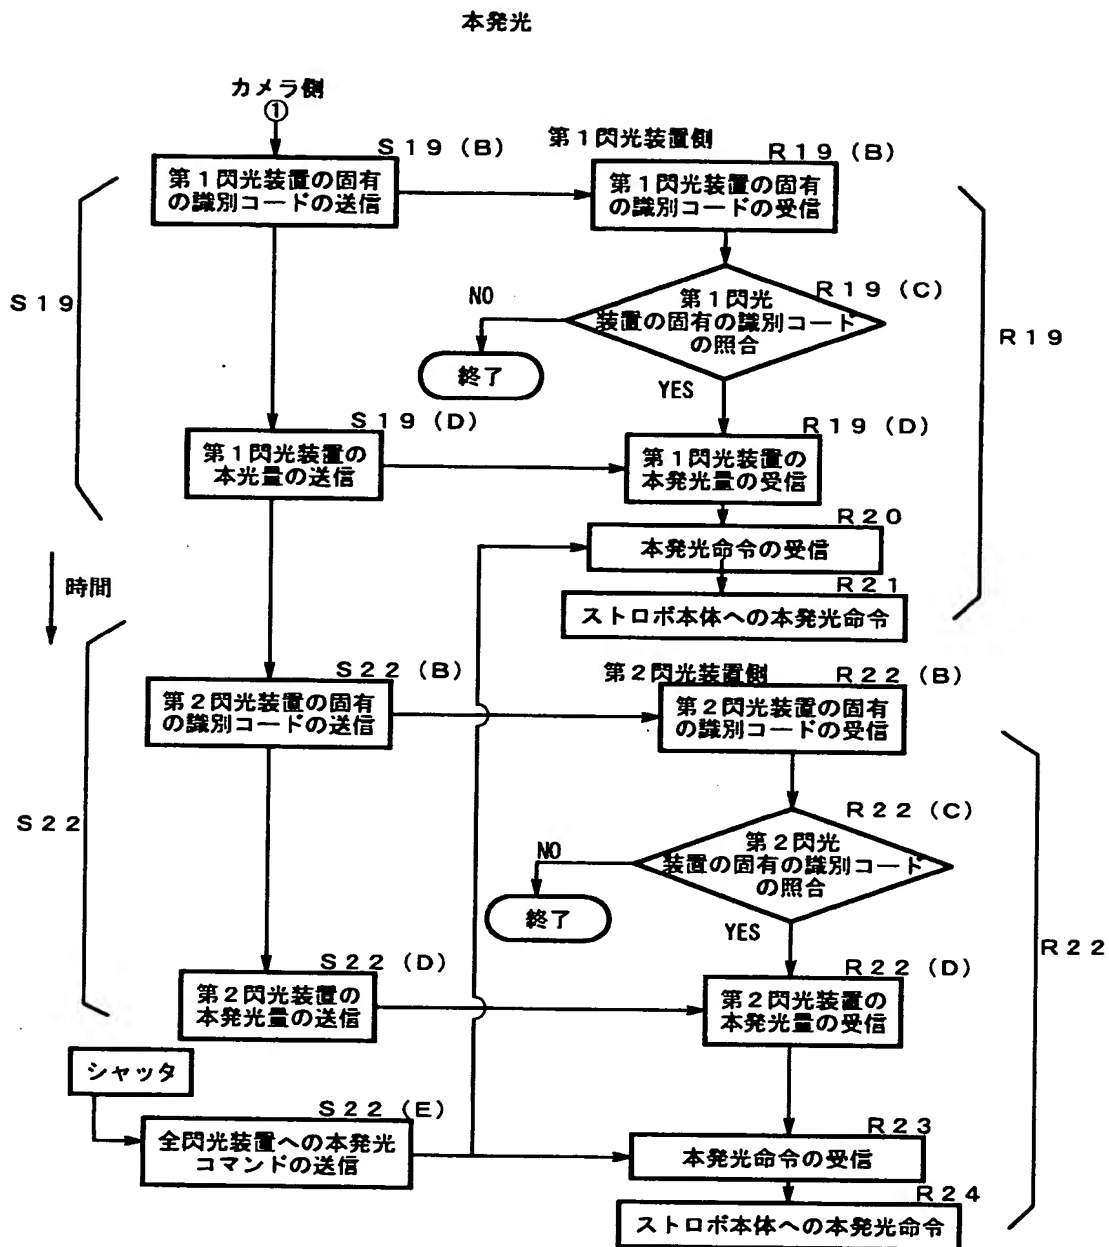 本発光
カメラ側
①
S19(B)
第1閃光装置の固有
の識別コードの送信
第1閃光装置側
R19(B)
第1閃光装置の固有
の識別コードの受信
S19
R19(C)
第1閃光
装置の固有の識別コード
の照合
NO
終了
YES
R19
S19(D)
第1閃光装置の
本光量の送信
R19(D)
第1閃光装置の
本発光量の受信
R20
本発光命令の受信
R21
ストロボ本体への本発光命令
時間
S22(B)
第2閃光装置の固有
の識別コードの送信
第2閃光装置側
R22(B)
第2閃光装置の固有
の識別コードの受信
S22
R22(C)
第2閃光
装置の固有の識別コード
の照合
NO
終了
YES
R22
S22(D)
第2閃光装置の
本発光量の送信
R22(D)
第2閃光装置の
本発光量の受信
シャッタ
S22(E)
全閃光装置への本発光
コマンドの送信
R23
本発光命令の受信
R24
ストロボ本体への本発光命令